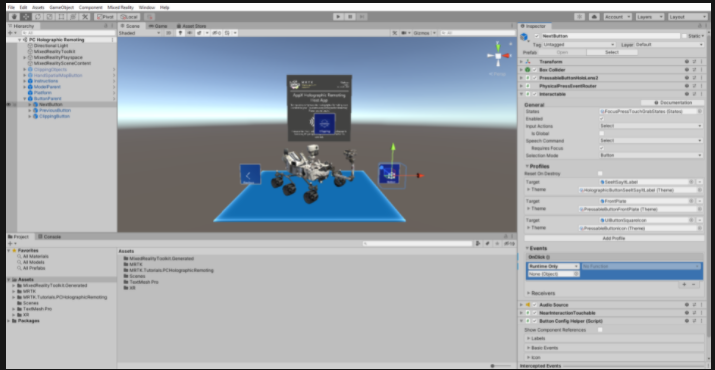 File Edit Assets GameObject Component Mixed Reality Window Help
Pivot Local
Account Layers Layout
Hierarchy
Scene Game Asset Store
Inspector
All
Shaded
2D
Gizmos
All
NextButton
Static
Tag Untagged Layer Default
Prefab Open Select
PC Holographic Remoting
Directional Light
MixedRealityToolkit
MixedRealityPlayspace
MixedRealitySceneContent
ClippingObjects
Instructions
ModelParent
Platform
ButtonParent
NextButton
PreviousButton
ClippingButton
Transform
Box Collider
PressableButtonHoloLens2
PhysicalPressEventRouter
Interactable
Documentation
General
States
Enabled
Input Actions Select
Is Global
Speech Command Select
Requires Focus
Selection Mode Button
Profiles
Reset On Destroy
Target SeeItSayItLabel
Theme HolographicButtonSeeItSayItLabel (Theme)
Target FrontPlate
Theme PressableButtonFrontPlate (Theme)
Target UIButtonSquareIcon
Theme PressableButtonIcon (Theme)
Add Profile
Events
OnClick ()
Runtime Only No Function
None (Object)
Receivers
Audio Source
NearInteractionTouchable
Button Config Helper (Script)
Show Component References
Labels
Basic Events
Icon
Intercepted Events
MRTK
Project Console
Favorites
All Materials
All Models
All Prefabs
Assets
MixedRealityToolkit.Generated
MRTK
MRTK.Tutorials.PCHolographicRemoting
Scenes
TextMesh Pro
XR
Packages
Assets
MixedRealityToolkit.Generated
MRTK
MRTK.Tutorials.PCHolographicRemoting
Scenes
TextMesh Pro
XR